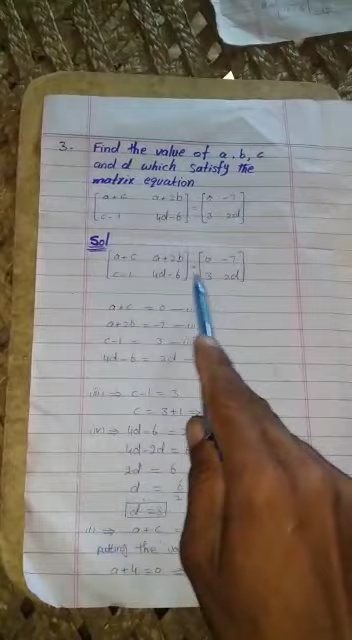 3. Find the value of a, b, c
and d which satisfy the
matrix equation
[a+c a+2b] = [0 -7]
[c-1 4d-6] [3 2d]
Sol
[a+c a+2b] = [0 -7]
[c-1 4d-6] [3 2d]
a+c = 0
a+2b = -7
c-1 = 3
4d-6 = 2d
(iii) ⇒ c-1 = 3
c = 3+1 ⇒
(iv) ⇒ 4d-6 =
4d-2d =
2d = 6
d = 6/2
d = 3
(i) ⇒ a+c =
putting the
a+4=0 ⇒